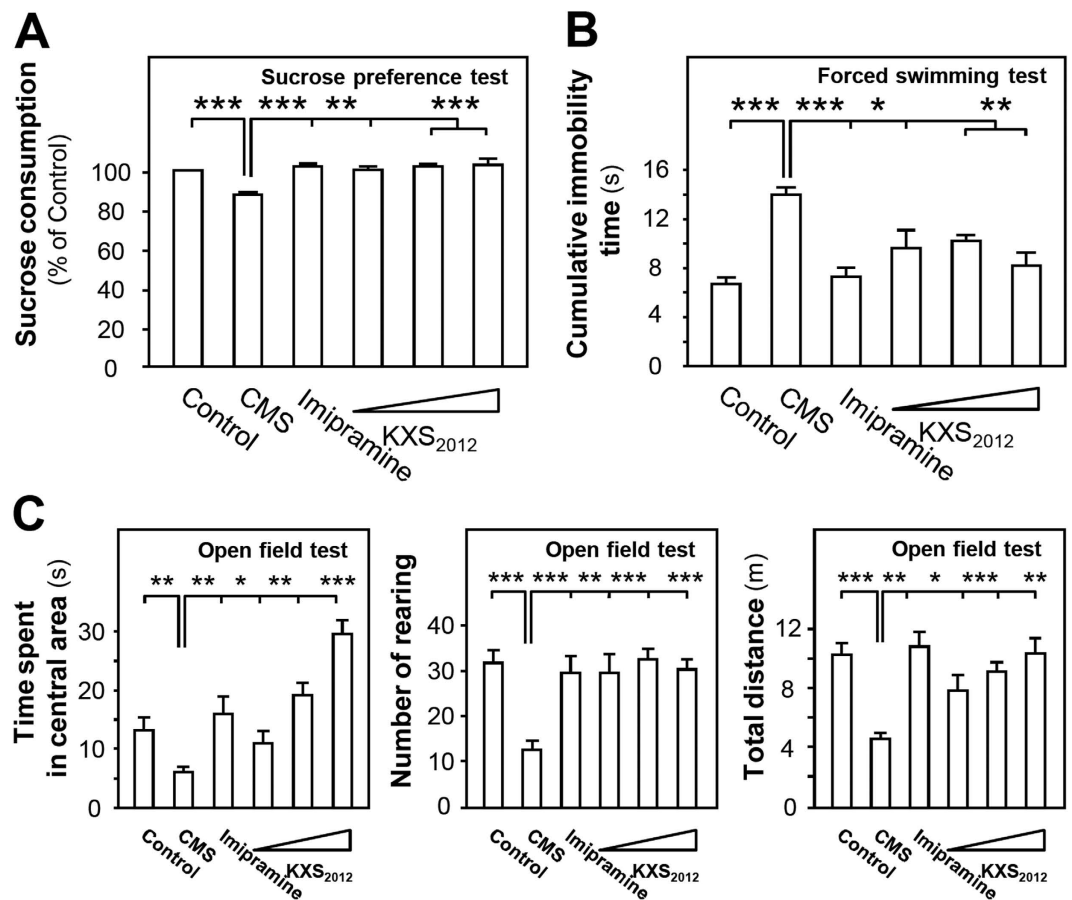 A
Sucrose preference test
*** *** ** ***
Sucrose consumption
(% of Control)
100
80
60
40
20
0
Control
CMS
Imipramine
KXS2012
B
Forced swimming test
*** *** * **
Cumulative immobility
time (s)
16
12
8
4
0
Control
CMS
Imipramine
KXS2012
C
Open field test
** ** * ** ***
Time spent
in central area (s)
30
20
10
0
Control
CMS
Imipramine
KXS2012
Open field test
*** *** ** *** ***
Number of rearing
40
30
20
10
0
Control
CMS
Imipramine
KXS2012
Open field test
*** ** * *** **
Total distance (m)
12
8
4
0
Control
CMS
Imipramine
KXS2012